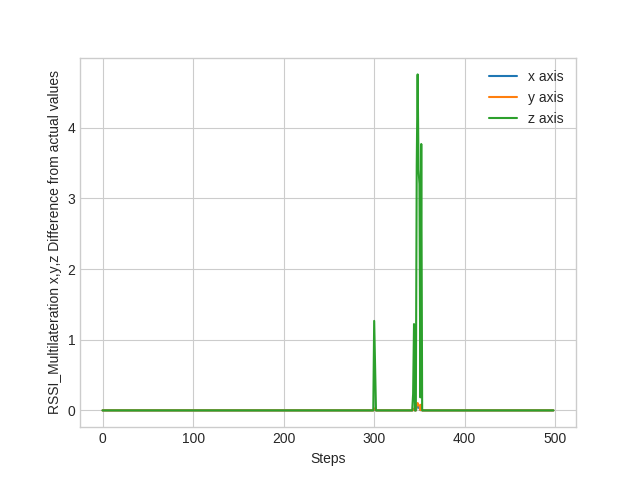 RSSI_Multilateration x,y,z Difference from actual values
4
3
2
1
0
0 100 200 300 400 500
Steps
x axis
y axis
z axis